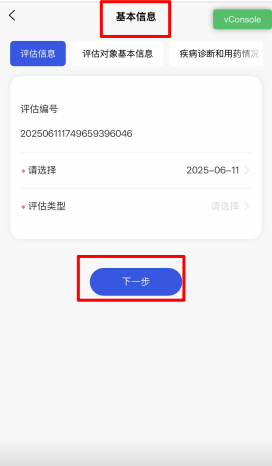 基本信息
vConsole
评估信息
评估对象基本信息
疾病诊断和用药情况
评估编号
202506111749659396046
请选择
2025-06-11
评估类型
请选择
下一步